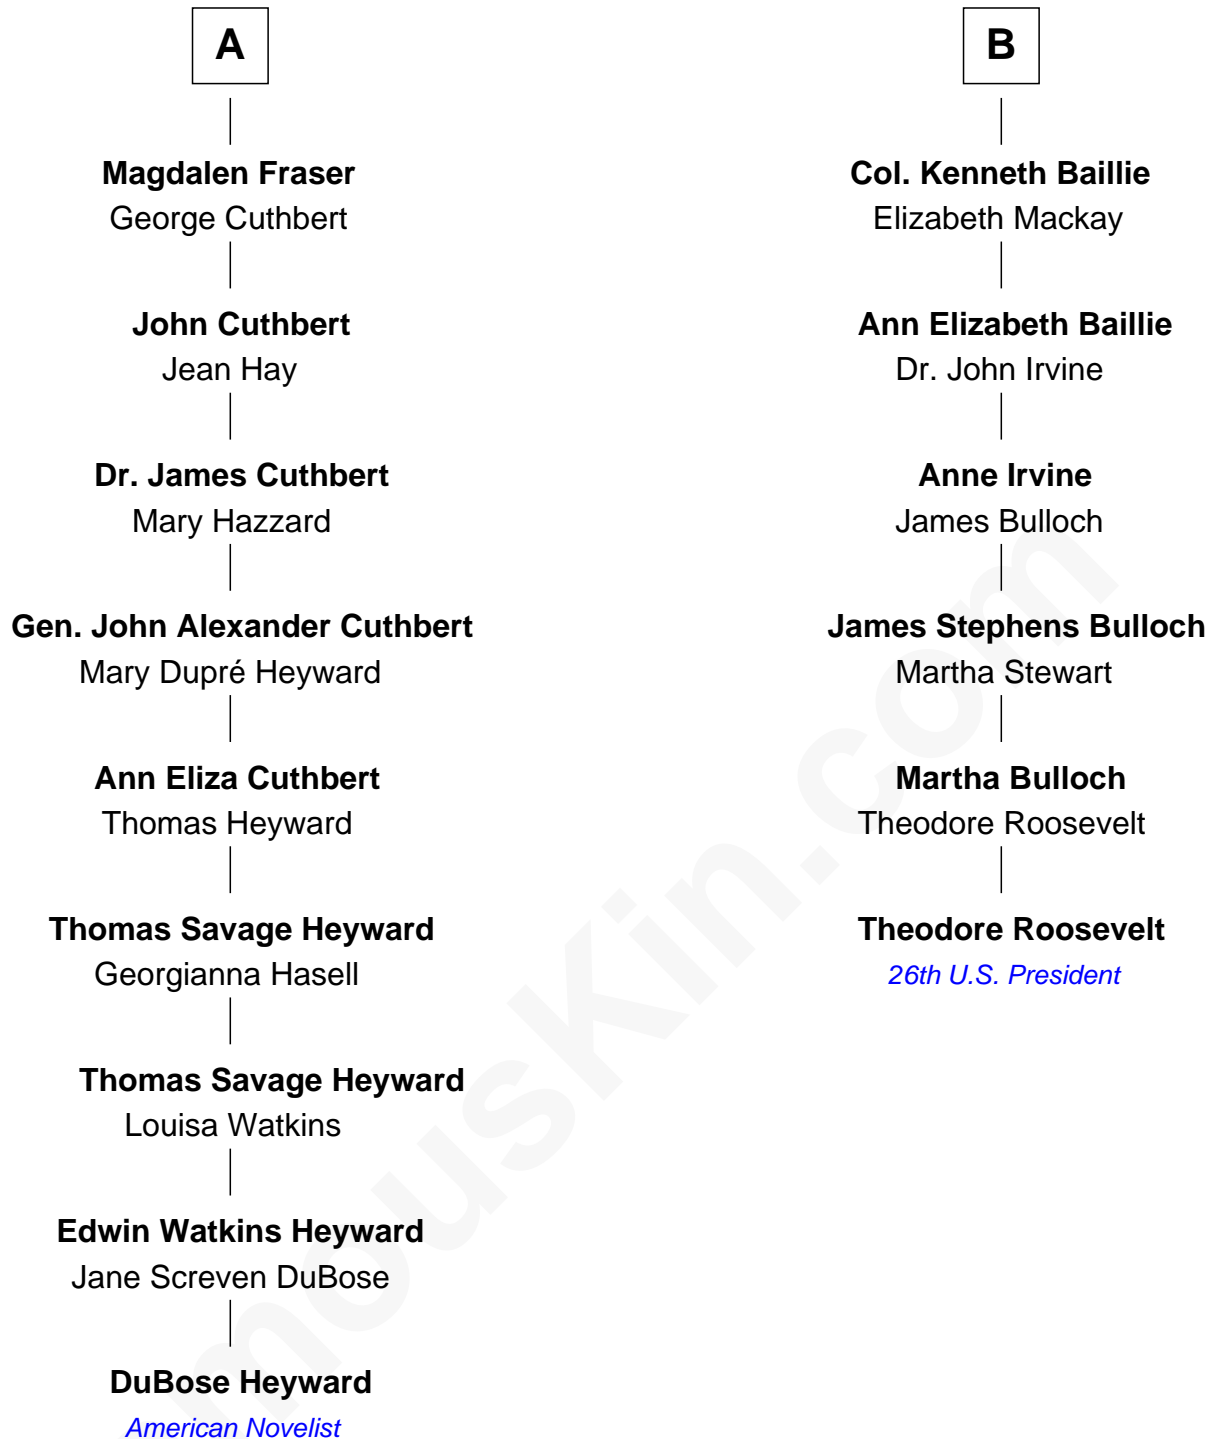 A
Magdalen Fraser
George Cuthbert
John Cuthbert
Jean Hay
Dr. James Cuthbert
Mary Hazzard
Gen. John Alexander Cuthbert
Mary Dupré Heyward
Ann Eliza Cuthbert
Thomas Heyward
Thomas Savage Heyward
Georgianna Hasell
Thomas Savage Heyward
Louisa Watkins
Edwin Watkins Heyward
Jane Screven DuBose
DuBose Heyward
American Novelist
B
Col. Kenneth Baillie
Elizabeth Mackay
Ann Elizabeth Baillie
Dr. John Irvine
Anne Irvine
James Bulloch
James Stephens Bulloch
Martha Stewart
Martha Bulloch
Theodore Roosevelt
Theodore Roosevelt
26th U.S. President
mousKin.com